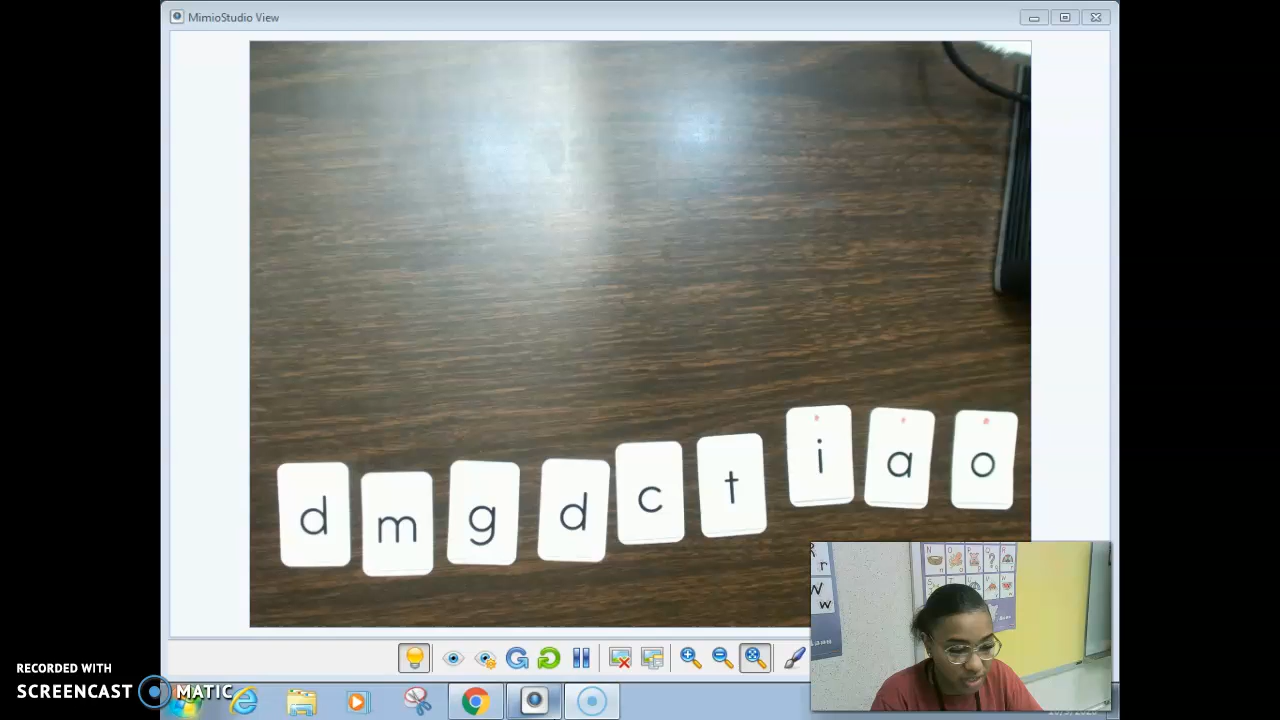 MimioStudio View
d m g d c t i a o
R
r
W
w
N O P Q R
S
RECORDED WITH
SCREENCAST MATIC